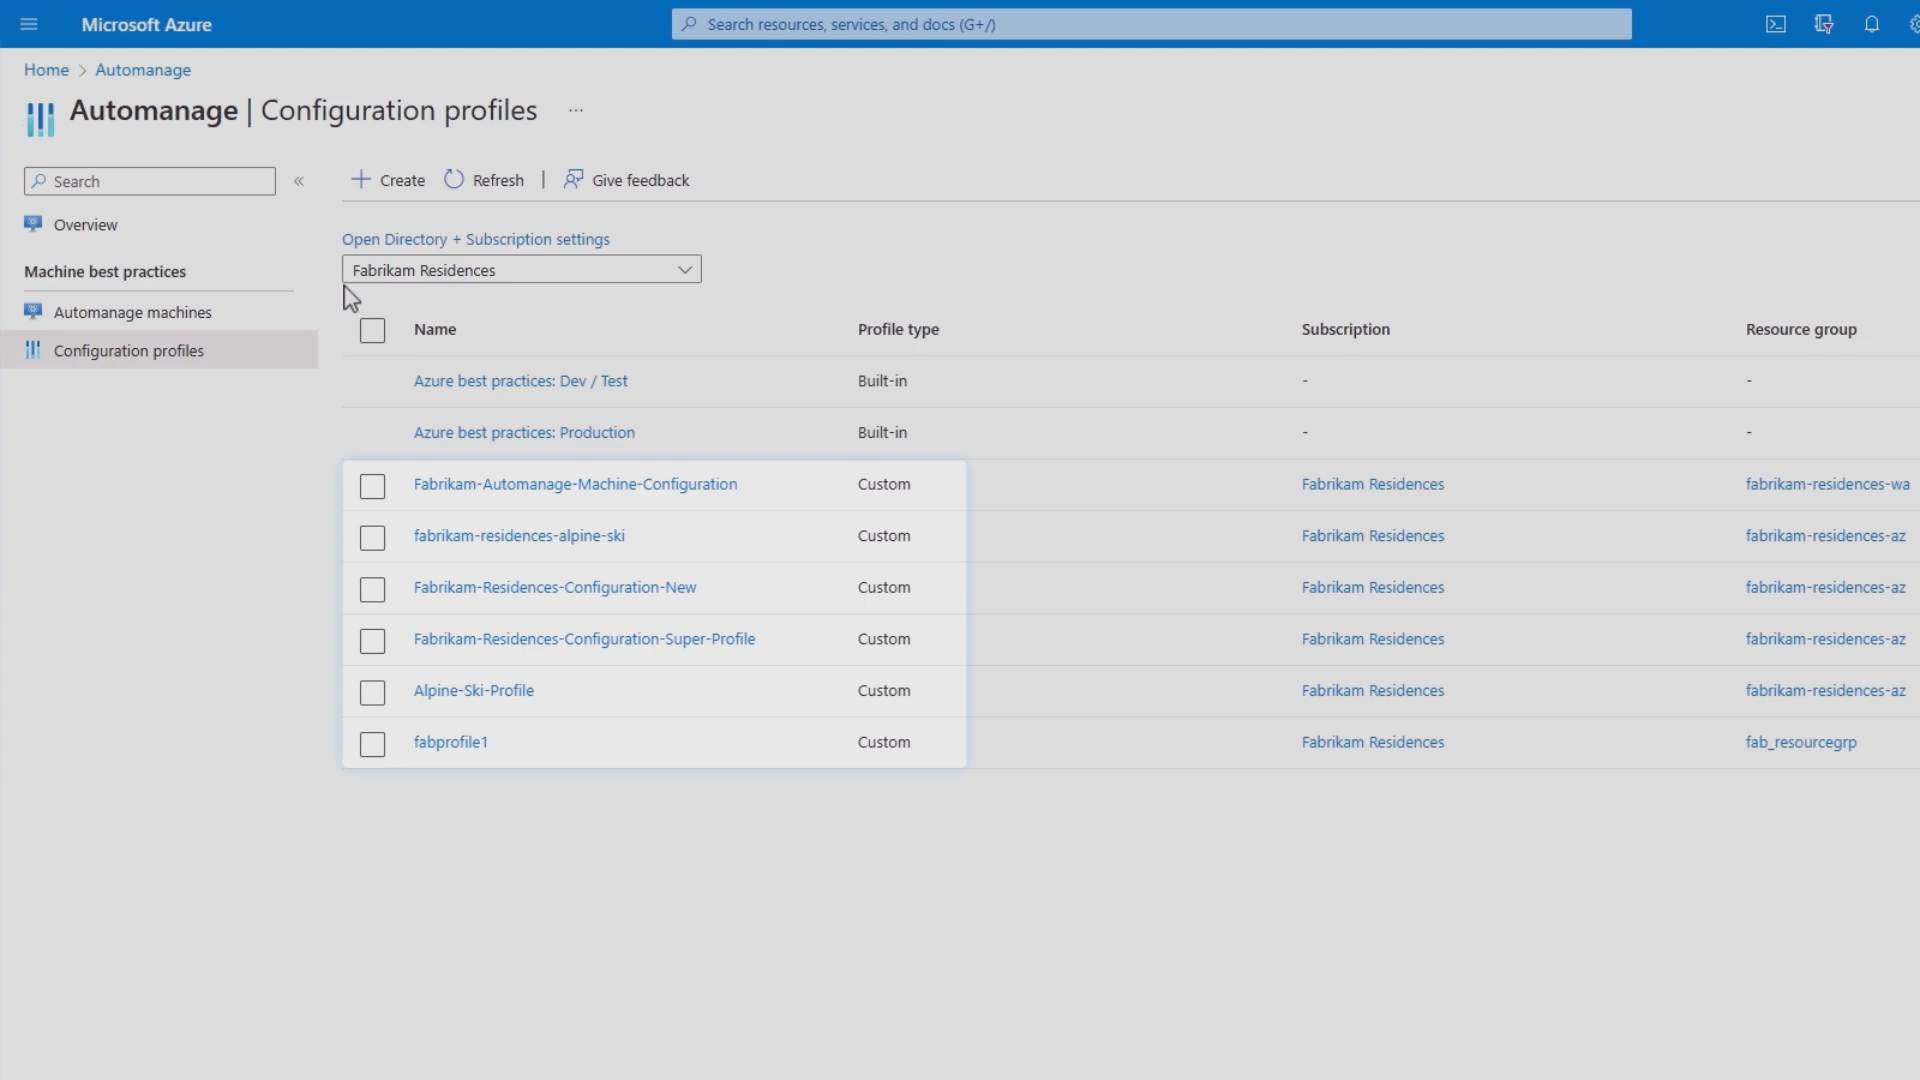 Microsoft Azure
Search resources, services, and docs (G+/)
Home > Automanage
Automanage | Configuration profiles ...
Search «
Create Refresh | Give feedback
Overview
Open Directory + Subscription settings
Machine best practices
Fabrikam Residences
Automanage machines
Configuration profiles
Name Profile type Subscription Resource group
Azure best practices: Dev / Test Built-in - -
Azure best practices: Production Built-in - -
Fabrikam-Automanage-Machine-Configuration Custom Fabrikam Residences fabrikam-residences-wa
fabrikam-residences-alpine-ski Custom Fabrikam Residences fabrikam-residences-az
Fabrikam-Residences-Configuration-New Custom Fabrikam Residences fabrikam-residences-az
Fabrikam-Residences-Configuration-Super-Profile Custom Fabrikam Residences fabrikam-residences-az
Alpine-Ski-Profile Custom Fabrikam Residences fabrikam-residences-az
fabprofile1 Custom Fabrikam Residences fab_resourcegrp